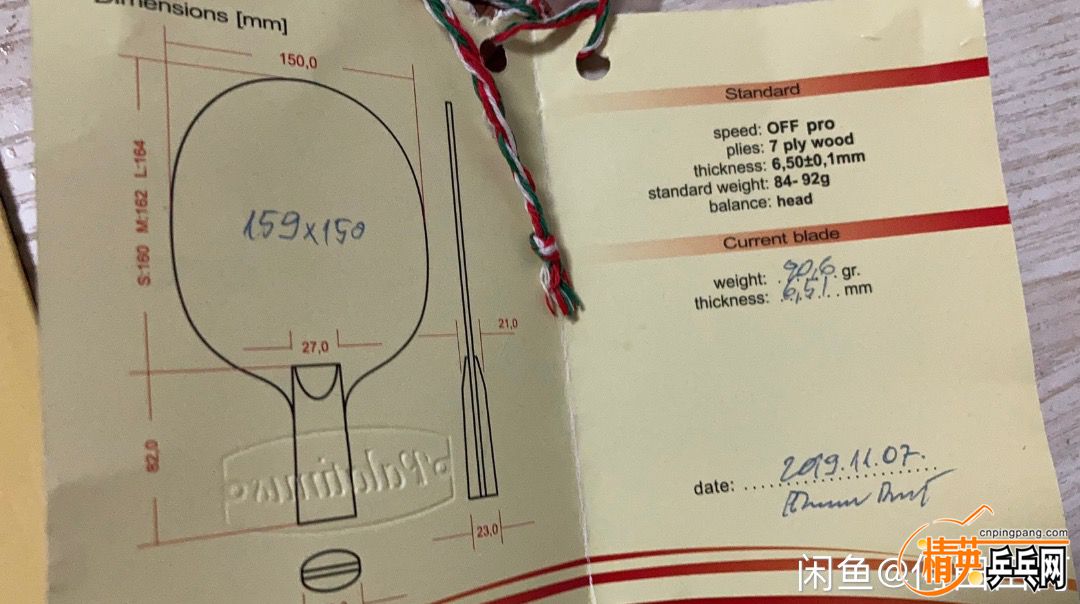 Dimensions [mm]
150,0
S:160 M:162 L:164
159x150
27,0
21,0
82,0
23,0
Standard
speed: OFF pro
plies: 7 ply wood
thickness: 6,50±0,1mm
standard weight: 84-92g
balance: head
Current blade
weight: 90,6 gr.
thickness: 6,51 mm
date: 2019.11.07.
cnpingpang.com
精英乒乓网
闲鱼@